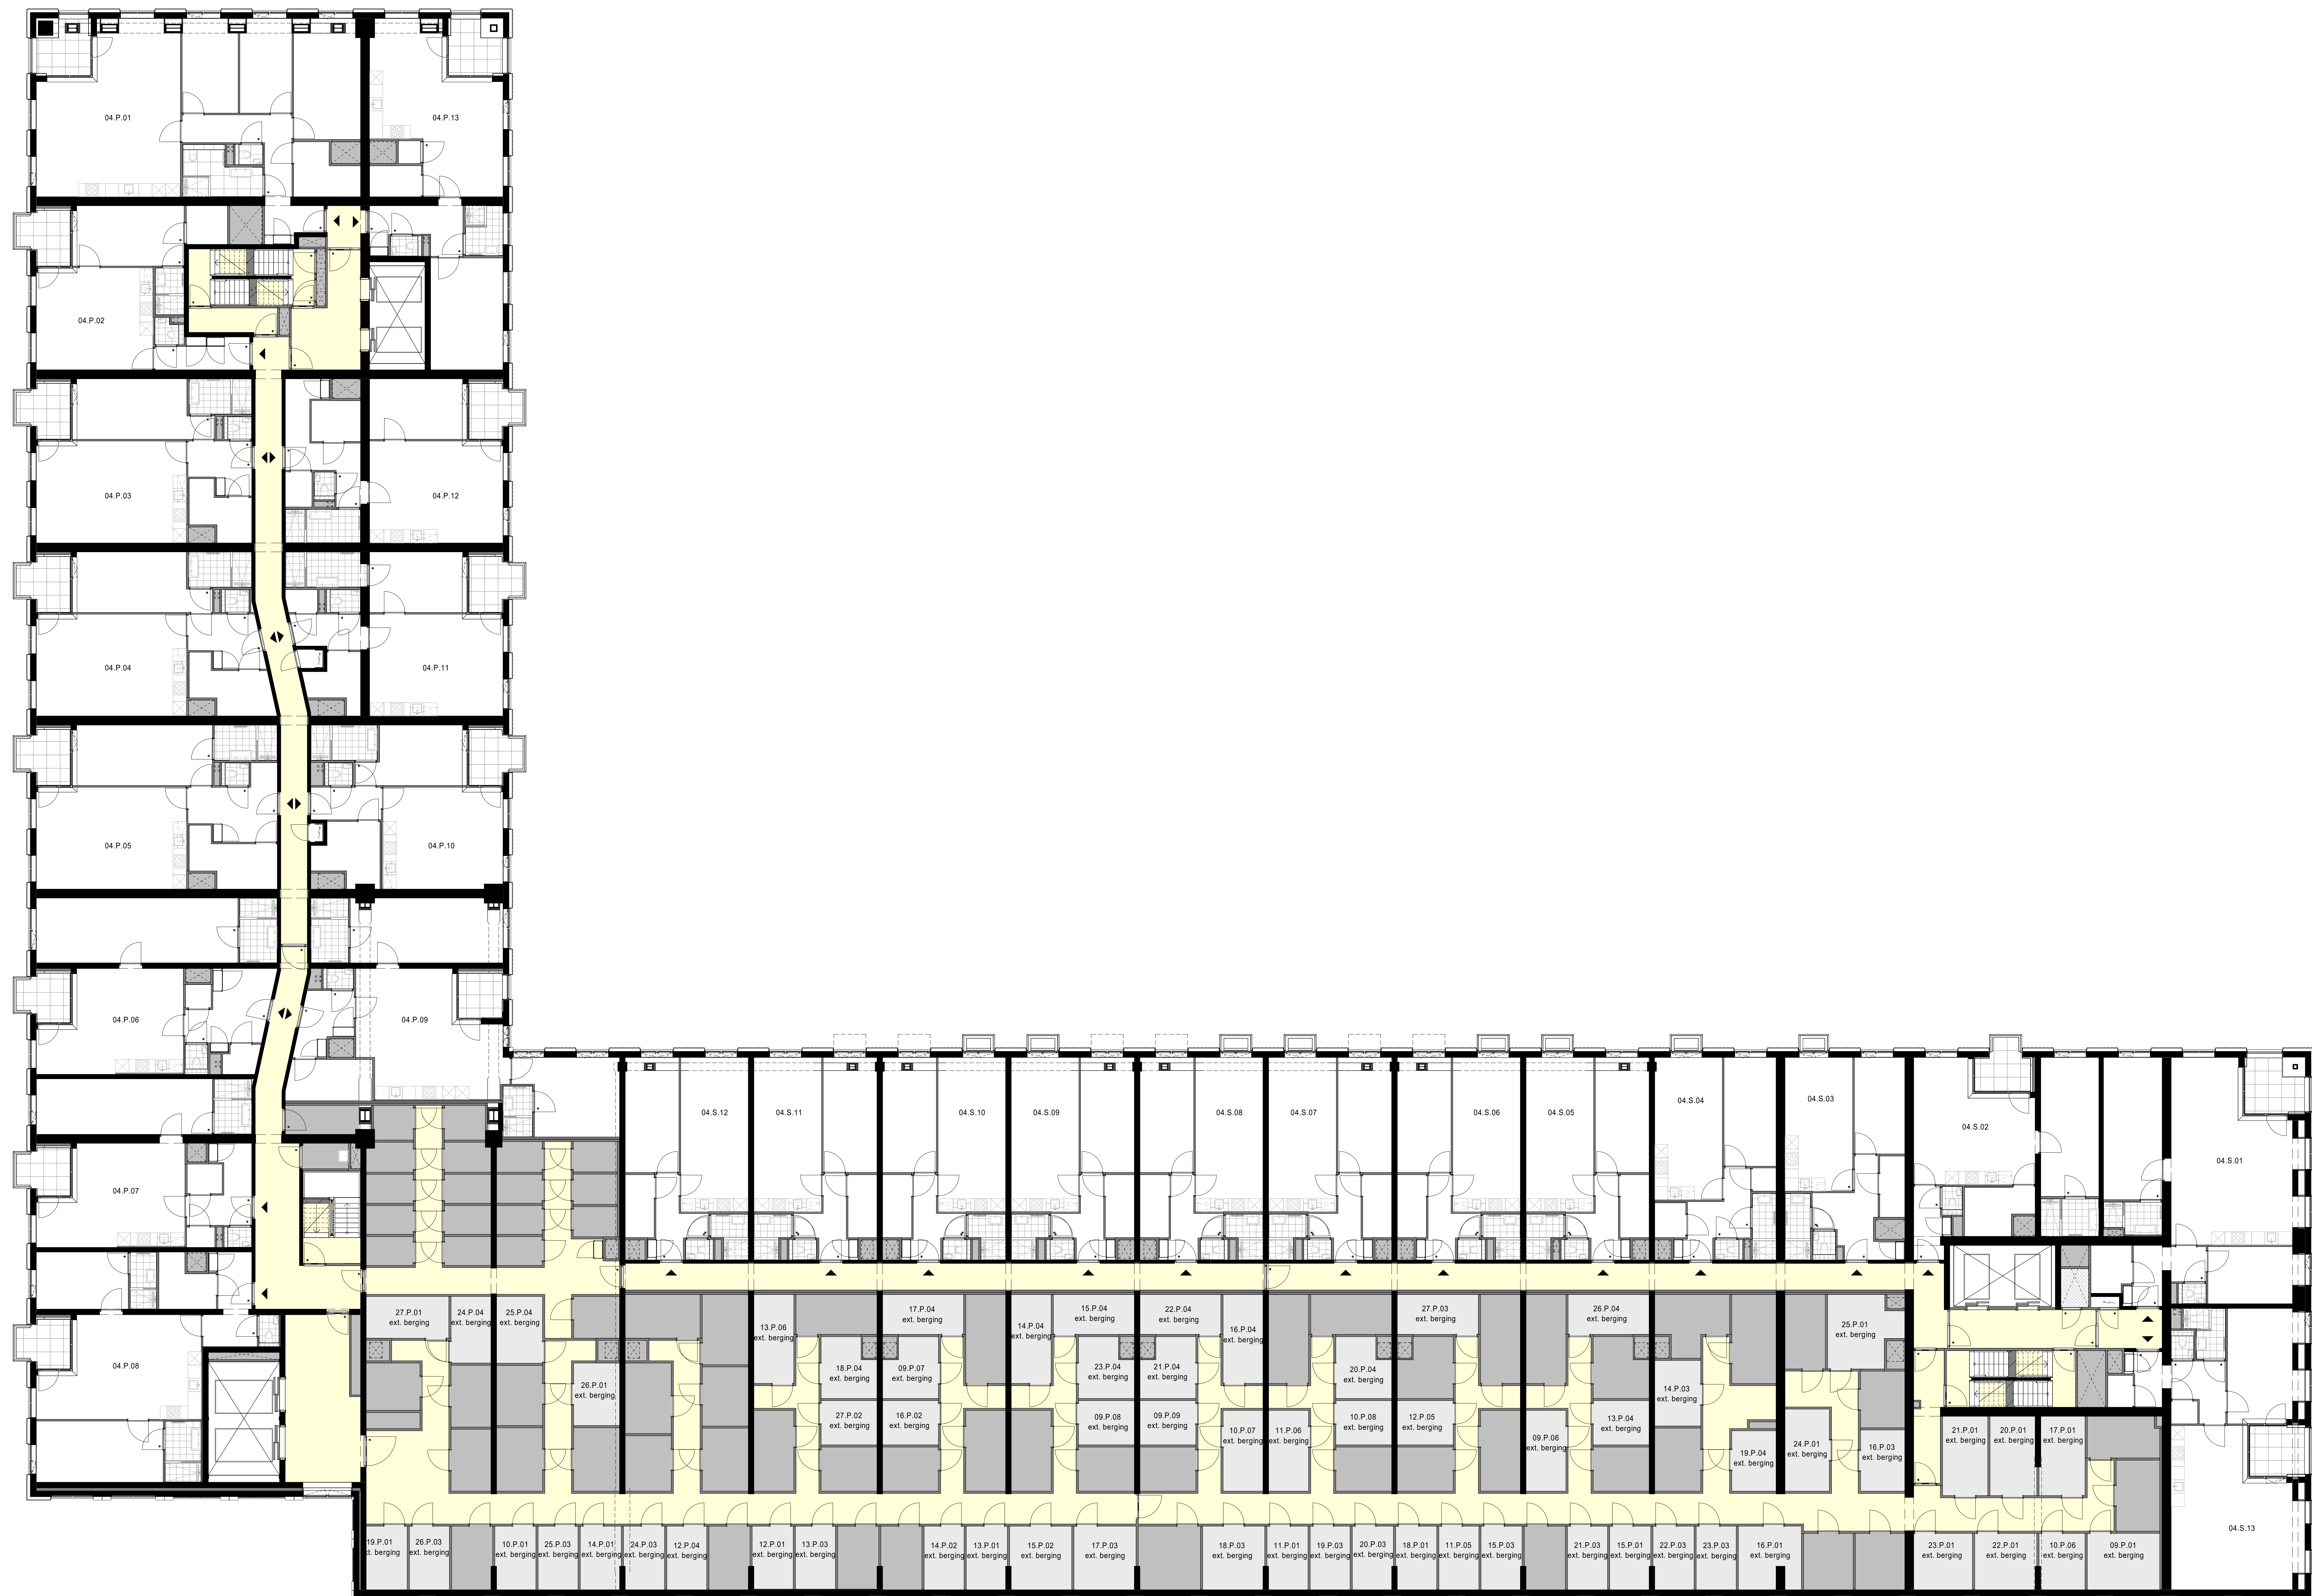 04.P.01
04.P.13
04.P.02
04.P.03
04.P.12
04.P.04
04.P.11
04.P.05
04.P.10
04.P.06
04.P.09
04.P.07
04.P.08
04.S.12
04.S.11
04.S.10
04.S.09
04.S.08
04.S.07
04.S.06
04.S.05
04.S.04
04.S.03
04.S.02
04.S.01
04.S.13
27.P.01
ext. berging
24.P.04
ext. berging
25.P.04
ext. berging
26.P.01
ext. berging
13.P.06
ext. berging
18.P.04
ext. berging
27.P.02
ext. berging
17.P.04
ext. berging
09.P.07
ext. berging
16.P.02
ext. berging
14.P.04
ext. berging
15.P.04
ext. berging
23.P.04
ext. berging
09.P.08
ext. berging
22.P.04
ext. berging
21.P.04
ext. berging
09.P.09
ext. berging
16.P.04
ext. berging
10.P.07
ext. berging
11.P.06
ext. berging
20.P.04
ext. berging
10.P.08
ext. berging
27.P.03
ext. berging
12.P.05
ext. berging
26.P.04
ext. berging
09.P.06
ext. berging
13.P.04
ext. berging
14.P.03
ext. berging
19.P.04
ext. berging
25.P.01
ext. berging
24.P.01
ext. berging
16.P.03
ext. berging
21.P.01
ext. berging
20.P.01
ext. berging
17.P.01
ext. berging
19.P.01
xt. berging
26.P.03
ext. berging
10.P.01
ext. berging
25.P.03
ext. berging
14.P.01
ext. berging
24.P.03
ext. berging
12.P.04
ext. berging
12.P.01
ext. berging
13.P.03
ext. berging
14.P.02
ext. berging
13.P.01
ext. berging
15.P.02
ext. berging
17.P.03
ext. berging
18.P.03
ext. berging
11.P.01
ext. berging
19.P.03
ext. berging
20.P.03
ext. berging
18.P.01
ext. berging
11.P.05
ext. berging
15.P.03
ext. berging
21.P.03
ext. berging
15.P.01
ext. berging
22.P.03
ext. berging
23.P.03
ext. berging
16.P.01
ext. berging
23.P.01
ext. berging
22.P.01
ext. berging
10.P.06
ext. berging
09.P.01
ext. berging